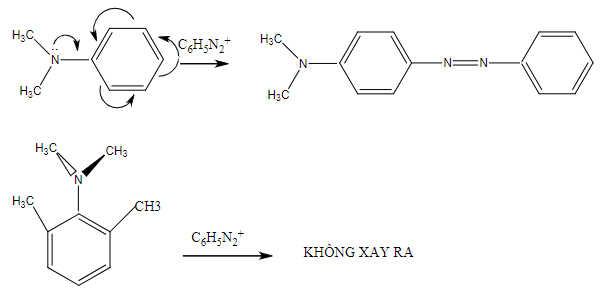 H₃C
N
H₃C
C₆H₅N₂⁺
H₃C
N
H₃C
N
N
H₃C
CH₃
N
H₃C
CH3
C₆H₅N₂⁺
KHÔNG XAY RA